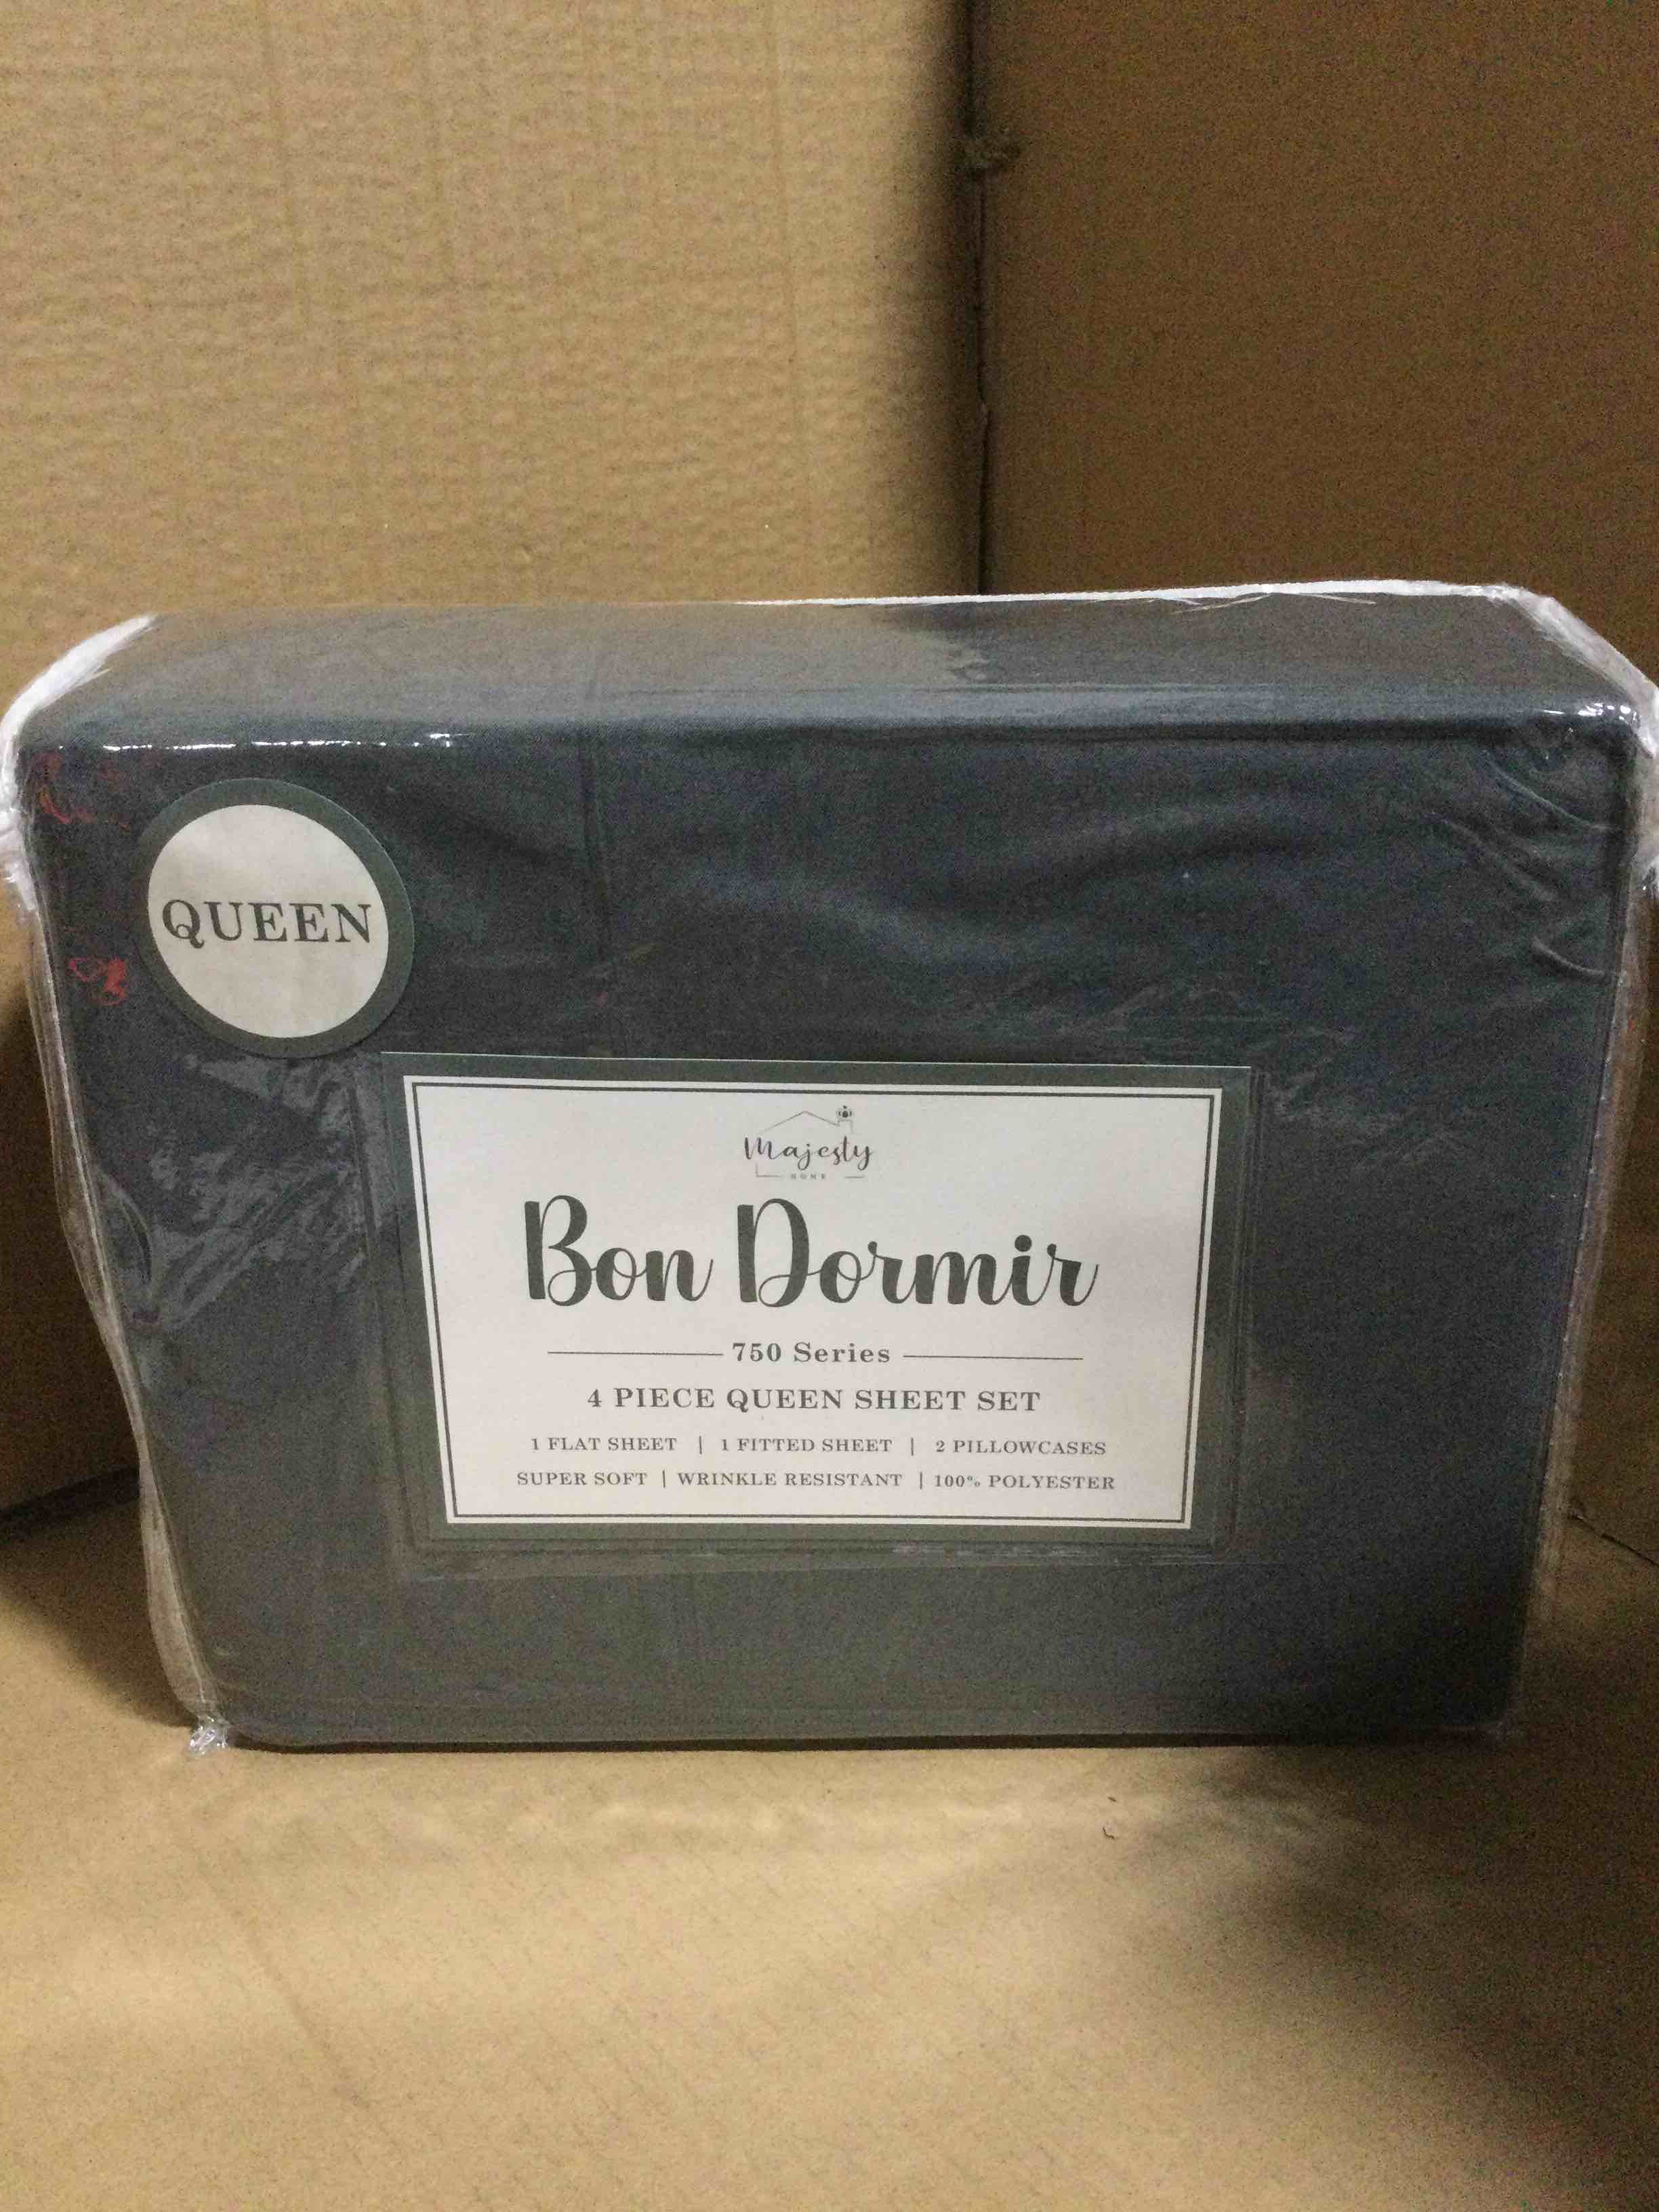 QUEEN
Majesty
HOME
Bon Dormir
750 Series
4 PIECE QUEEN SHEET SET
1 FLAT SHEET | 1 FITTED SHEET | 2 PILLOWCASES
SUPER SOFT | WRINKLE RESISTANT | 100% POLYESTER